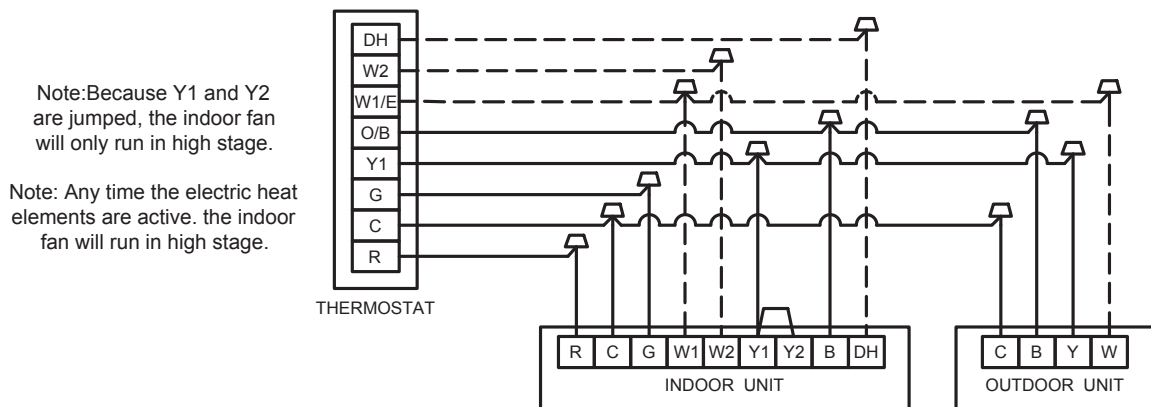 Note:Because Y1 and Y2
are jumped, the indoor fan
will only run in high stage.
Note: Any time the electric heat
elements are active. the indoor
fan will run in high stage.
DH
W2
W1/E
O/B
Y1
G
C
R
THERMOSTAT
R C G W1 W2 Y1 Y2 B DH
INDOOR UNIT
C B Y W
OUTDOOR UNIT